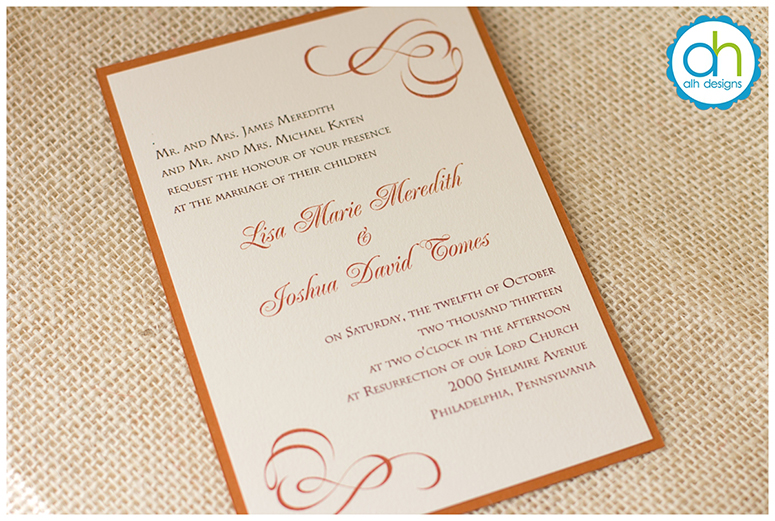 ah
alh designs
Mr. and Mrs. James Meredith
and Mr. and Mrs. Michael Katen
request the honour of your presence
at the marriage of their children
Lisa Marie Meredith
&
Joshua David Tomes
on Saturday, the twelfth of October
two thousand thirteen
at two o'clock in the afternoon
at Resurrection of our Lord Church
2000 Shelmire Avenue
Philadelphia, Pennsylvania